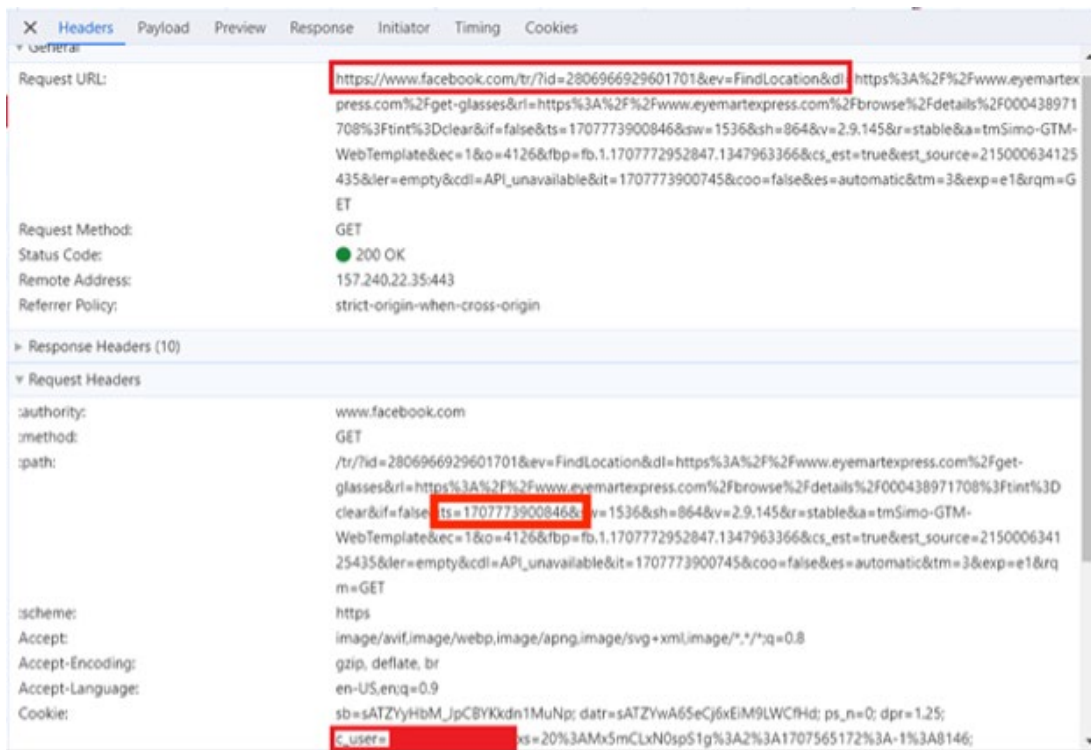 Headers Payload Preview Response Initiator Timing Cookies
General
Request URL: https://www.facebook.com/tr/?id=2806966929601701&ev=FindLocation&dl=https%3A%2F%2Fwww.eyemartex
press.com%2Fget-glasses&rl=https%3A%2F%2Fwww.eyemartexpress.com%2Fbrowse%2Fdetails%2F000438971
708%3Ftint%3Dclear&if=false&ts=1707773900846&sw=1536&sh=864&v=2.9.145&r=stable&a=tmSimo-GTM-
WebTemplate&ec=1&o=4126&fbp=fb.1.1707772952847.1347963366&cs_est=true&est_source=215000634125
435&ler=empty&cdl=API_unavailable&it=1707773900745&coo=false&es=automatic&tm=3&exp=e1&rqm=G
ET
Request Method: GET
Status Code: 200 OK
Remote Address: 157.240.22.35:443
Referrer Policy: strict-origin-when-cross-origin
Response Headers (10)
Request Headers
:authority: www.facebook.com
:method: GET
:path: /tr/?id=2806966929601701&ev=FindLocation&dl=https%3A%2F%2Fwww.eyemartexpress.com%2Fget-
glasses&rl=https%3A%2F%2Fwww.eyemartexpress.com%2Fbrowse%2Fdetails%2F000438971708%3Ftint%3D
clear&if=false&ts=1707773900846&sw=1536&sh=864&v=2.9.145&r=stable&a=tmSimo-GTM-
WebTemplate&ec=1&o=4126&fbp=fb.1.1707772952847.1347963366&cs_est=true&est_source=2150006341
25435&ler=empty&cdl=API_unavailable&it=1707773900745&coo=false&es=automatic&tm=3&exp=e1&rq
m=GET
:scheme: https
Accept: image/avif,image/webp,image/apng,image/svg+xml,image/*,*/*;q=0.8
Accept-Encoding: gzip, deflate, br
Accept-Language: en-US,en;q=0.9
Cookie: sb=sATZYyHbM_JpCBYKkdn1MuNp; datr=sATZYwA65eCj6xEiM9LWCfHd; ps_n=0; dpr=1.25;
c_user= xs=20%3AMx5mCLxN0spS1g%3A2%3A1707565172%3A-1%3A8146;